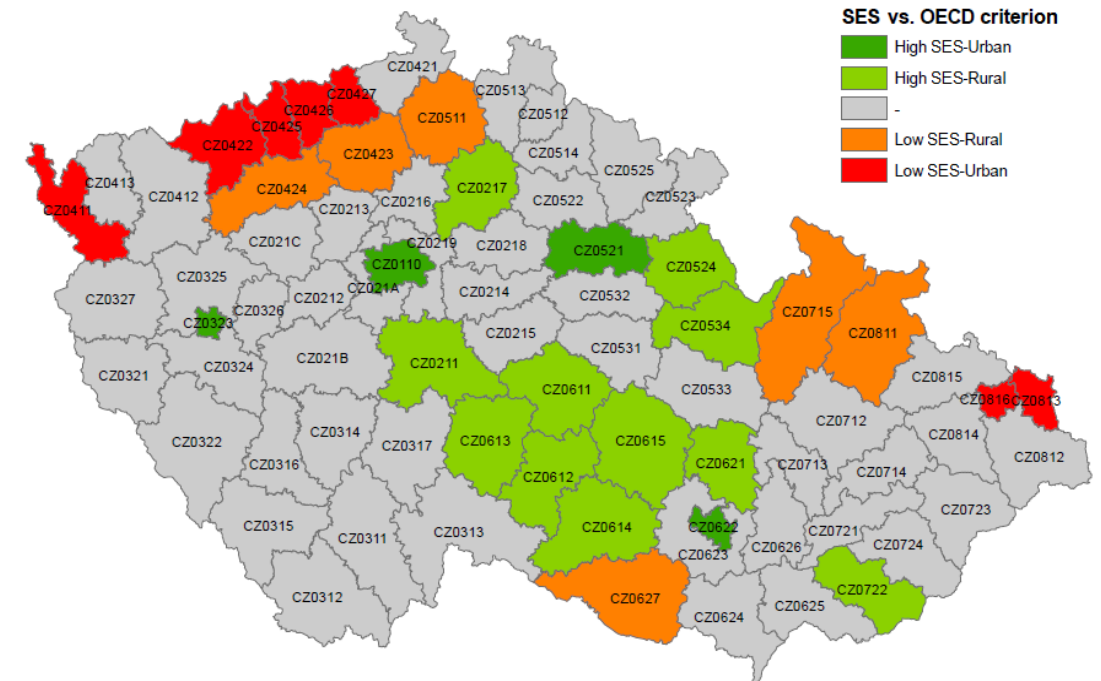 SES vs. OECD criterion
High SES-Urban
High SES-Rural
-
Low SES-Rural
Low SES-Urban
CZ0421
CZ0427
CZ0513
CZ0426
CZ0512
CZ0511
CZ0425
CZ0422
CZ0423
CZ0514
CZ0525
CZ0413
CZ0424
CZ0217
CZ0412
CZ0523
CZ0216
CZ0522
CZ0411
CZ0213
CZ021C
CZ0219
CZ0218
CZ0521
CZ0110
CZ0524
CZ0325
CZ021A
CZ0214
CZ0532
CZ0327
CZ0212
CZ0326
CZ0715
CZ0323
CZ0534
CZ0811
CZ0215
CZ0531
CZ021B
CZ0211
CZ0324
CZ0321
CZ0815
CZ0611
CZ0533
CZ0816
CZ0813
CZ0712
CZ0314
CZ0814
CZ0322
CZ0317
CZ0613
CZ0615
CZ0812
CZ0316
CZ0621
CZ0713
CZ0714
CZ0612
CZ0723
CZ0315
CZ0614
CZ0622
CZ0721
CZ0313
CZ0311
CZ0724
CZ0626
CZ0623
CZ0722
CZ0312
CZ0627
CZ0625
CZ0624